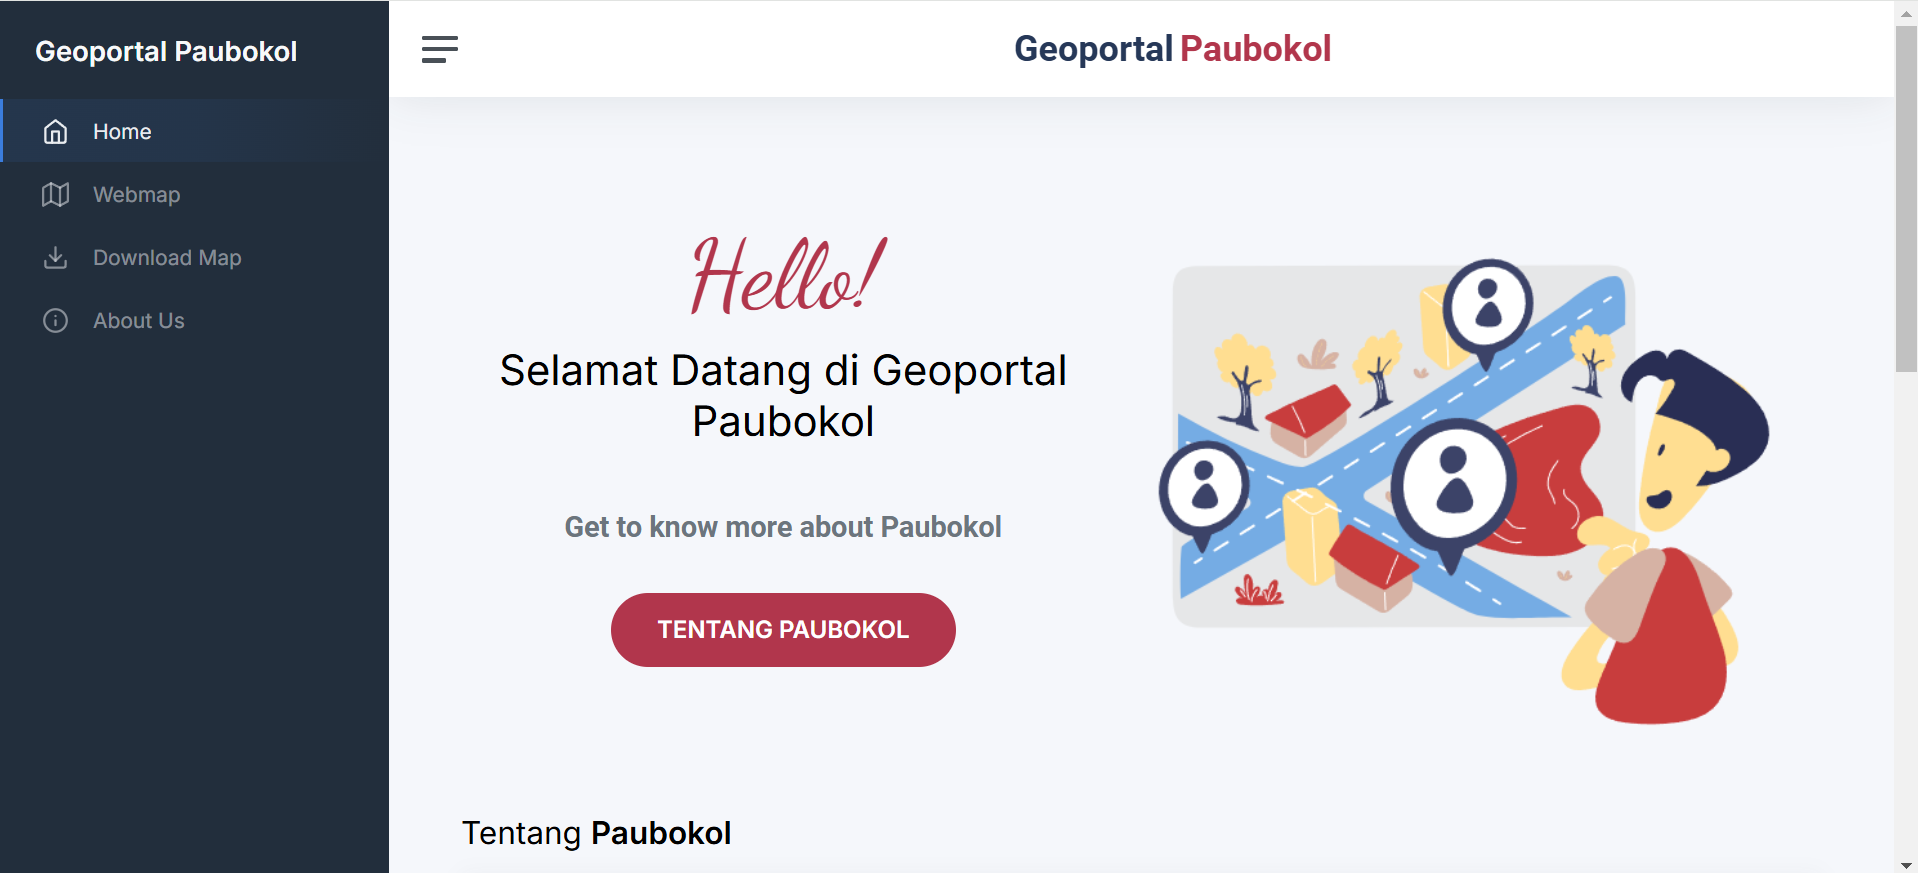 Geoportal Paubokol
Home
Webmap
Download Map
About Us
Geoportal Paubokol
Hello!
Selamat Datang di Geoportal
Paubokol
Get to know more about Paubokol
TENTANG PAUBOKOL
Tentang Paubokol